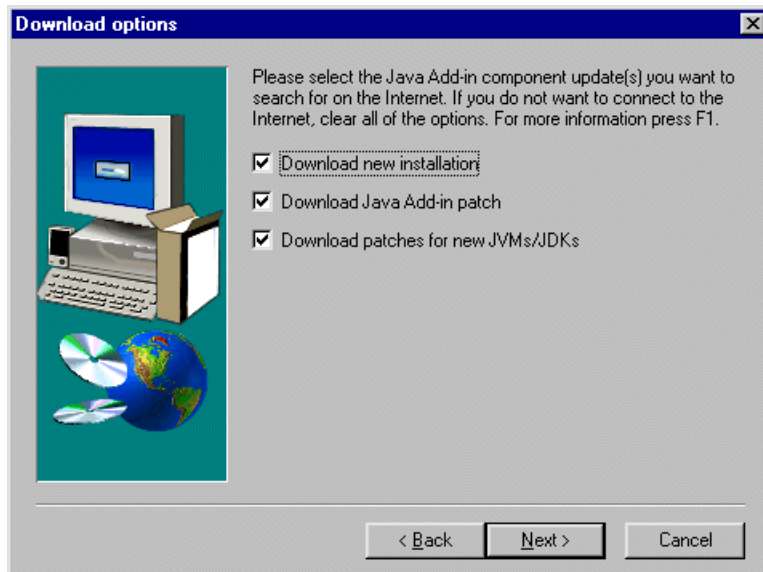 Download options
Please select the Java Add-in component update(s) you want to
search for on the Internet. If you do not want to connect to the
Internet, clear all of the options. For more information press F1.
Download new installation
Download Java Add-in patch
Download patches for new JVMs/JDKs
< Back
Next >
Cancel